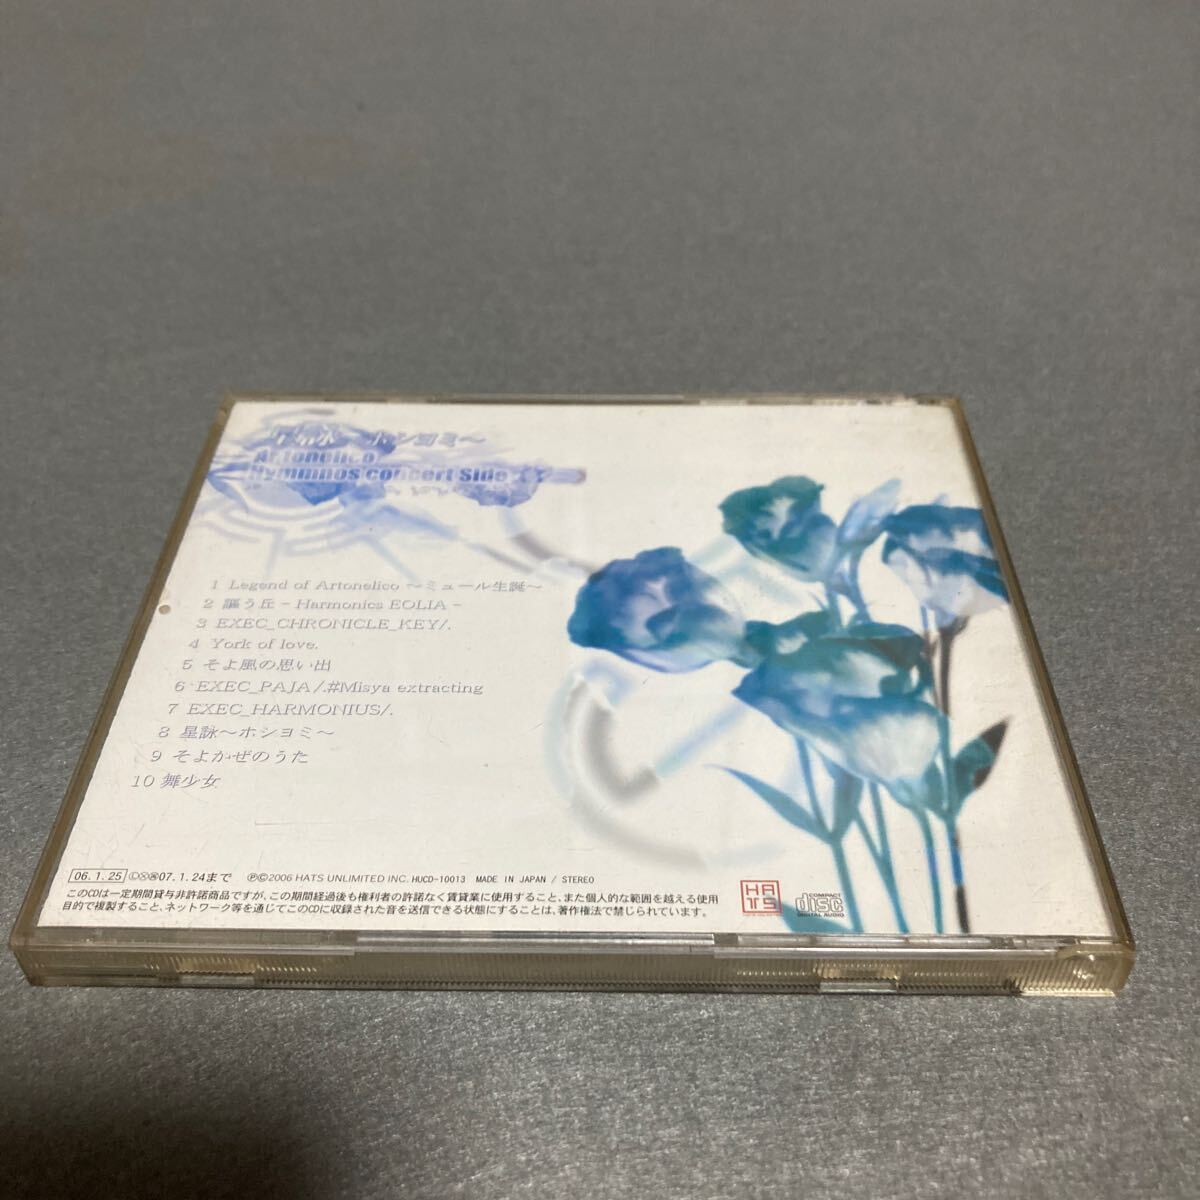 星詠〜ホシヨミ〜
Ar tonelico
hymmnos concert Side
1 Legend of Artonelico 〜ミュール生誕〜
2 謳う丘 - Harmonics EOLIA -
3 EXEC_CHRONICLE_KEY/.
4 York of love.
5 そよ風の思い出
6 EXEC_PAJA/.#Misya extracting
7 EXEC_HARMONIUS/.
8 星詠〜ホシヨミ〜
9 そよかぜのうた
10 舞少女
06.1.25 07.1.24まで ℗©2006 HATS UNLIMITED INC. HUCD-10013 MADE IN JAPAN / STEREO
このCDは一定期間貸与非許諾商品ですが、この期間経過後も権利者の許諾なく賃貸業に使用すること、また個人的な範囲を越える使用
目的で複製すること、ネットワーク等を通じてこのCDに収録された音を送信できる状態にすることは、著作権法で禁じられています。
HATS
COMPACT
disc
DIGITAL AUDIO